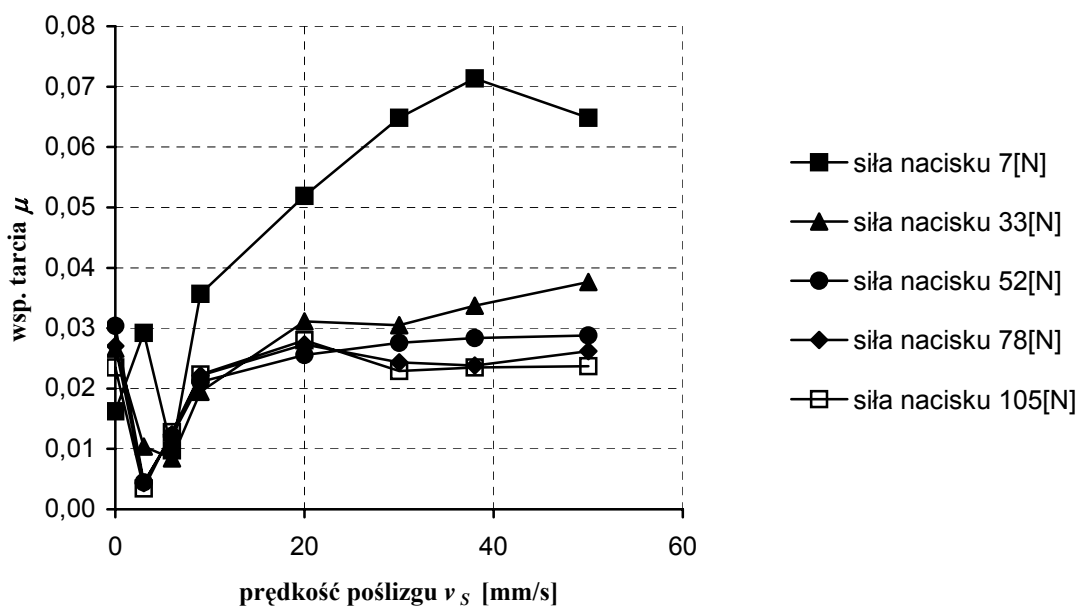 0,08
0,07
0,06
0,05
0,04
0,03
0,02
0,01
0,00
wsp. tarcia μ
0 20 40 60
prędkość poślizgu v S [mm/s]
siła nacisku 7[N]
siła nacisku 33[N]
siła nacisku 52[N]
siła nacisku 78[N]
siła nacisku 105[N]